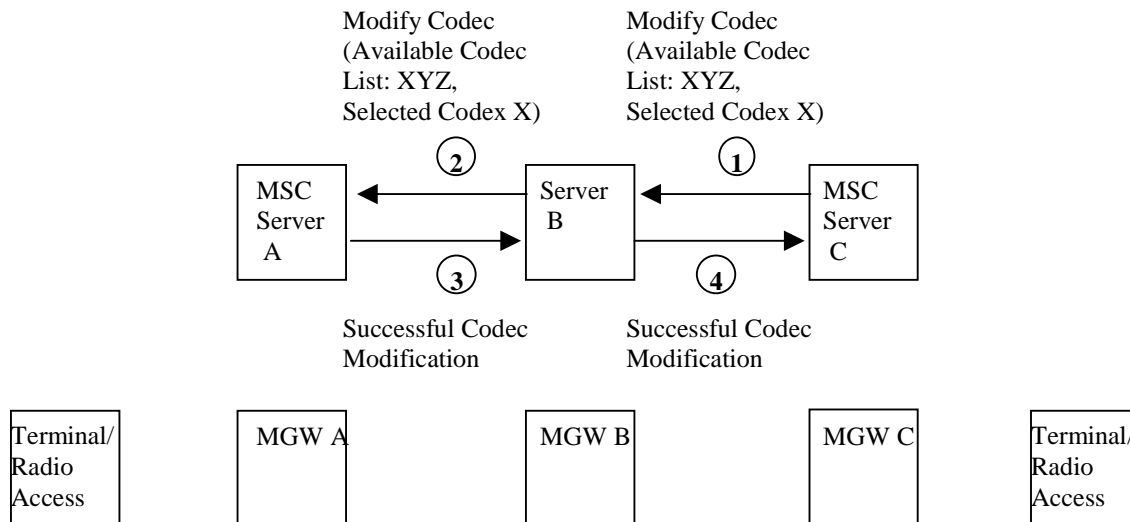 Modify Codec
(Available Codec
List: XYZ,
Selected Codex X)
Modify Codec
(Available Codec
List: XYZ,
Selected Codex X)
2
1
MSC
Server
A
Server
B
MSC
Server
C
3
4
Successful Codec
Modification
Successful Codec
Modification
Terminal/
Radio
Access
MGW A
MGW B
MGW C
Terminal/
Radio
Access